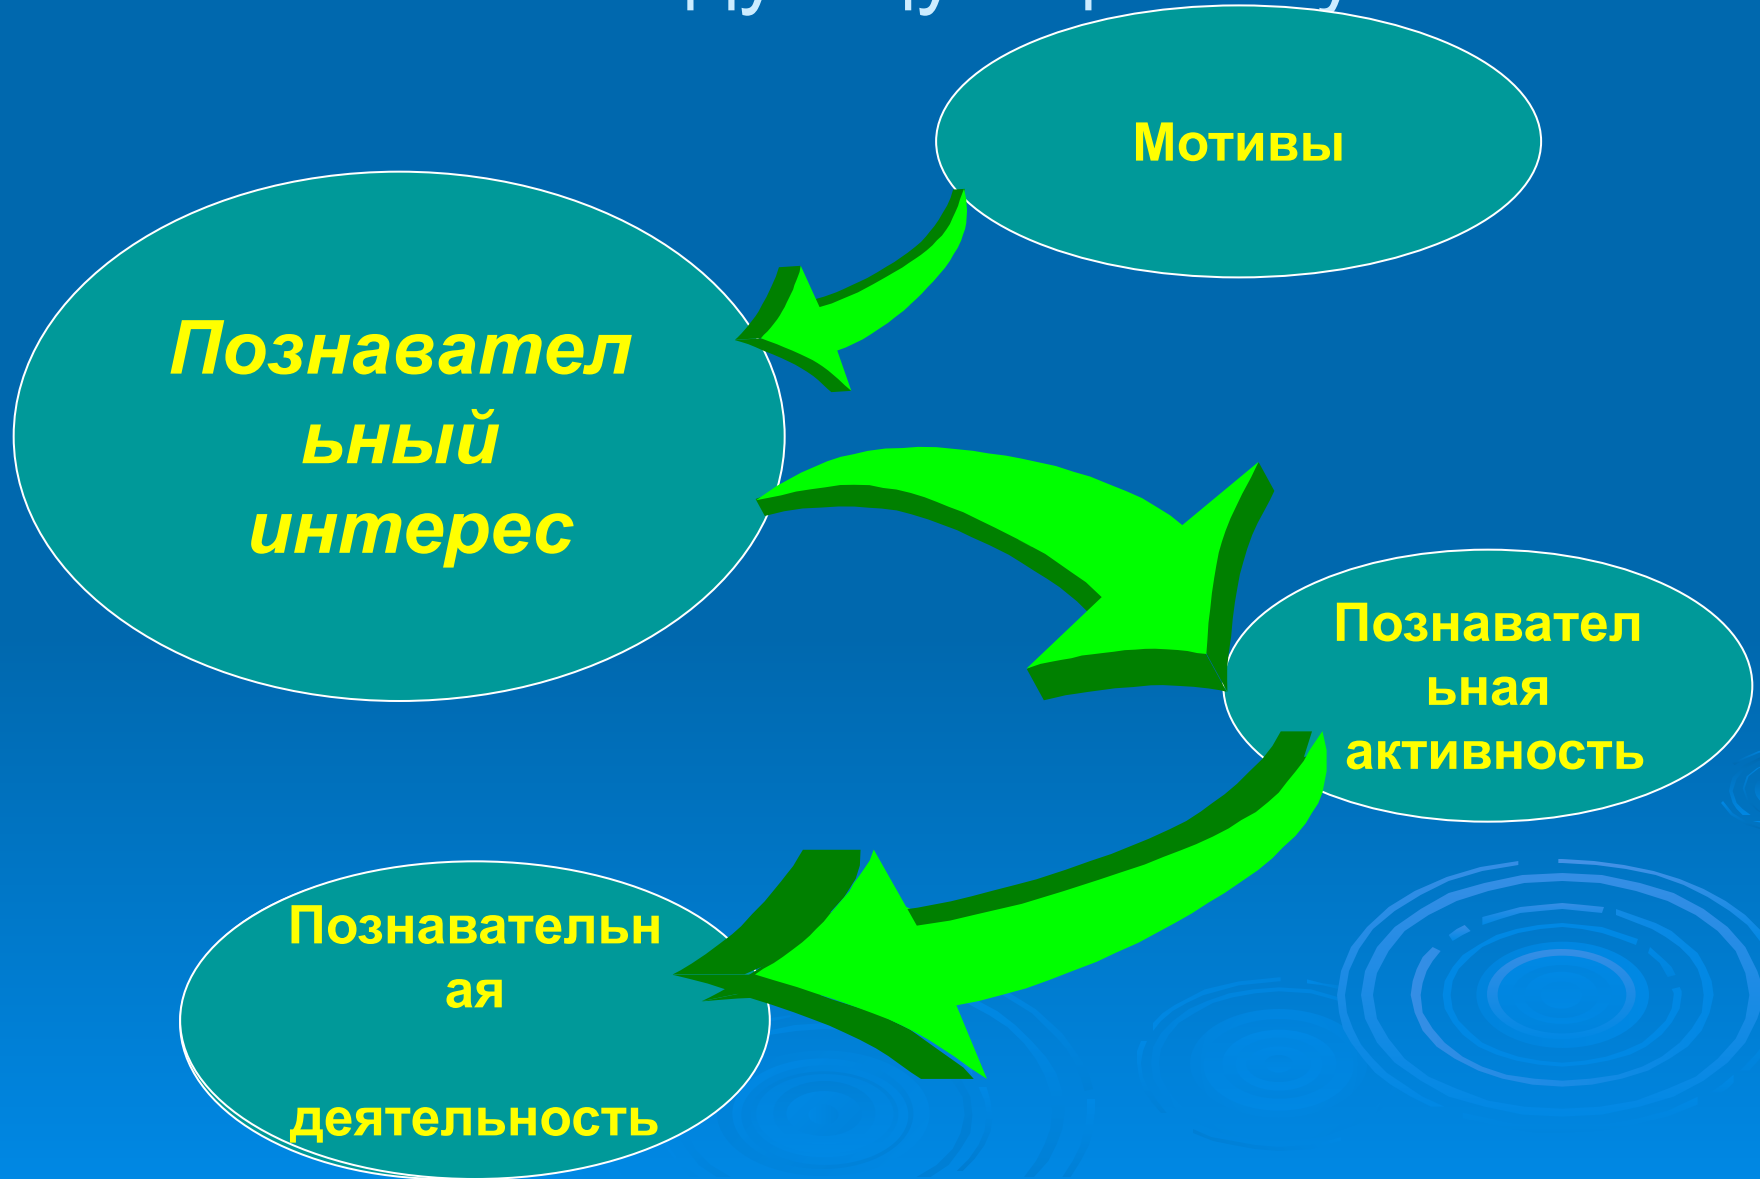 Мотивы
Познавател
ьный
интерес
Познавател
ьная
активность
Познавательн
ая
деятельность